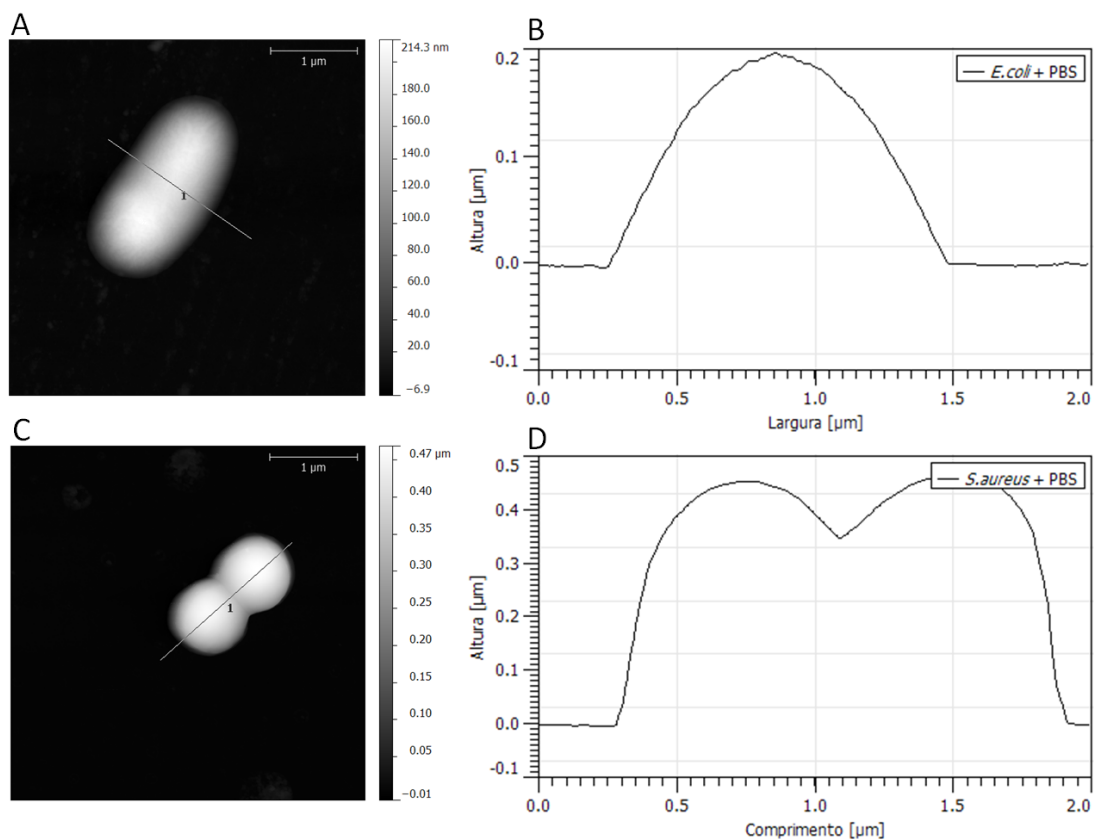 A
1 µm
1
214.3 nm
180.0
160.0
140.0
120.0
100.0
80.0
60.0
40.0
20.0
−6.9
B
E.coli + PBS
Altura [µm]
0.2
0.1
0.0
-0.1
0.0 0.5 1.0 1.5 2.0
Largura [µm]
C
1 µm
1
0.47 µm
0.40
0.35
0.30
0.25
0.20
0.15
0.10
0.05
−0.01
D
S.aureus + PBS
Altura [µm]
0.5
0.4
0.3
0.2
0.1
0.0
-0.1
0.0 0.5 1.0 1.5 2.0
Comprimento [µm]